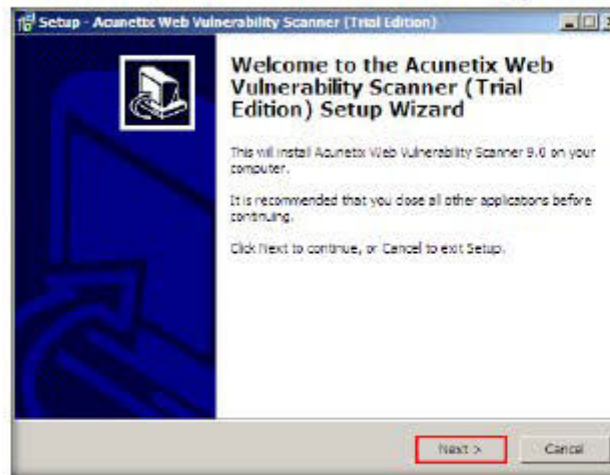 Setup - Acunetix Web Vulnerability Scanner (Trial Edition)
Welcome to the Acunetix Web
Vulnerability Scanner (Trial
Edition) Setup Wizard
This will install Acunetix Web Vulnerability Scanner 9.0 on your
computer.
It is recommended that you close all other applications before
continuing.
Click Next to continue, or Cancel to exit Setup.
Next >
Cancel